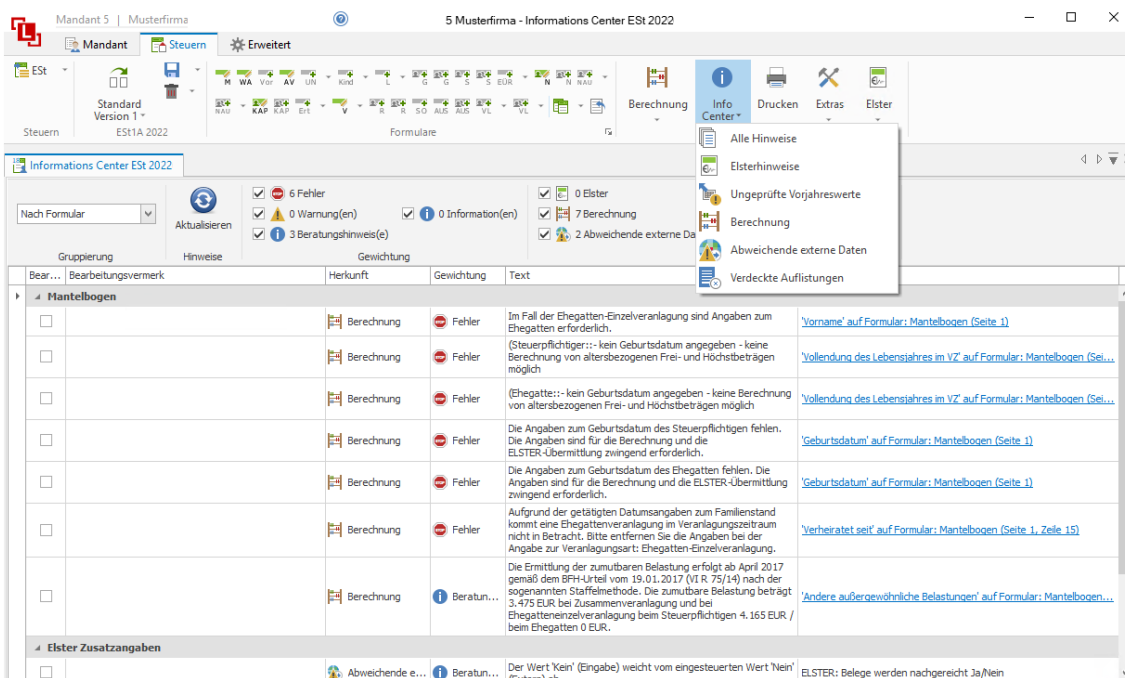 Mandant 5 | Musterfirma
5 Musterfirma - Informations Center ESt 2022
Mandant
Steuern
Erweitert
ESt
M WA Vor AV UN Kind L G G S S EÜR N N NAU
Standard
Version 1
NAU KAP KAP Ert V R R SO AUS AUS VL VL
Berechnung
Info
Center
Drucken
Extras
Elster
Steuern
ESt1A 2022
Formulare
Alle Hinweise
Elsterhinweise
Ungeprüfte Vorjahreswerte
Berechnung
Abweichende externe Daten
Verdeckte Auflistungen
Informations Center ESt 2022
Nach Formular
Aktualisieren
6 Fehler
0 Warnung(en)
0 Information(en)
3 Beratungshinweis(e)
0 Elster
7 Berechnung
2 Abweichende externe Da
Gruppierung
Hinweise
Gewichtung
Bear... Bearbeitungsvermerk Herkunft Gewichtung Text
Mantelbogen
Berechnung Fehler
Im Fall der Ehegatten-Einzelveranlagung sind Angaben zum
Ehegatten erforderlich.
'Vorname' auf Formular: Mantelbogen (Seite 1)
Berechnung Fehler
(Steuerpflichtiger::- kein Geburtsdatum angegeben - keine
Berechnung von altersbezogenen Frei- und Höchstbeträgen
möglich
'Vollendung des Lebensjahres im VZ' auf Formular: Mantelbogen (Sei...
Berechnung Fehler
(Ehegatte::- kein Geburtsdatum angegeben - keine Berechnung
von altersbezogenen Frei- und Höchstbeträgen möglich
'Vollendung des Lebensjahres im VZ' auf Formular: Mantelbogen (Sei...
Berechnung Fehler
Die Angaben zum Geburtsdatum des Steuerpflichtigen fehlen.
Die Angaben sind für die Berechnung und die
ELSTER-Übermittlung zwingend erforderlich.
'Geburtsdatum' auf Formular: Mantelbogen (Seite 1)
Berechnung Fehler
Die Angaben zum Geburtsdatum des Ehegatten fehlen. Die
Angaben sind für die Berechnung und die ELSTER-Übermittlung
zwingend erforderlich.
'Geburtsdatum' auf Formular: Mantelbogen (Seite 1)
Berechnung Fehler
Aufgrund der getätigten Datumsangaben zum Familienstand
kommt eine Ehegattenveranlagung im Veranlagungszeitraum
nicht in Betracht. Bitte entfernen Sie die Angaben bei der
Angabe zur Veranlagungsart: Ehegatten-Einzelveranlagung.
'Verheiratet seit' auf Formular: Mantelbogen (Seite 1, Zeile 15)
Berechnung Beratun...
Die Ermittlung der zumutbaren Belastung erfolgt ab April 2017
gemäß dem BFH-Urteil vom 19.01.2017 (VI R 75/14) nach der
sogenannten Staffelmethode. Die zumutbare Belastung beträgt
3.475 EUR bei Zusammenveranlagung und bei
Ehegatteneinzelveranlagung beim Steuerpflichtigen 4.165 EUR /
beim Ehegatten 0 EUR.
'Andere außergewöhnliche Belastungen' auf Formular: Mantelbogen...
Elster Zusatzangaben
Abweichende e... Beratun...
Der Wert 'Kein' (Eingabe) weicht vom eingesteuerten Wert 'Nein'
ELSTER: Belege werden nachgereicht Ja/Nein